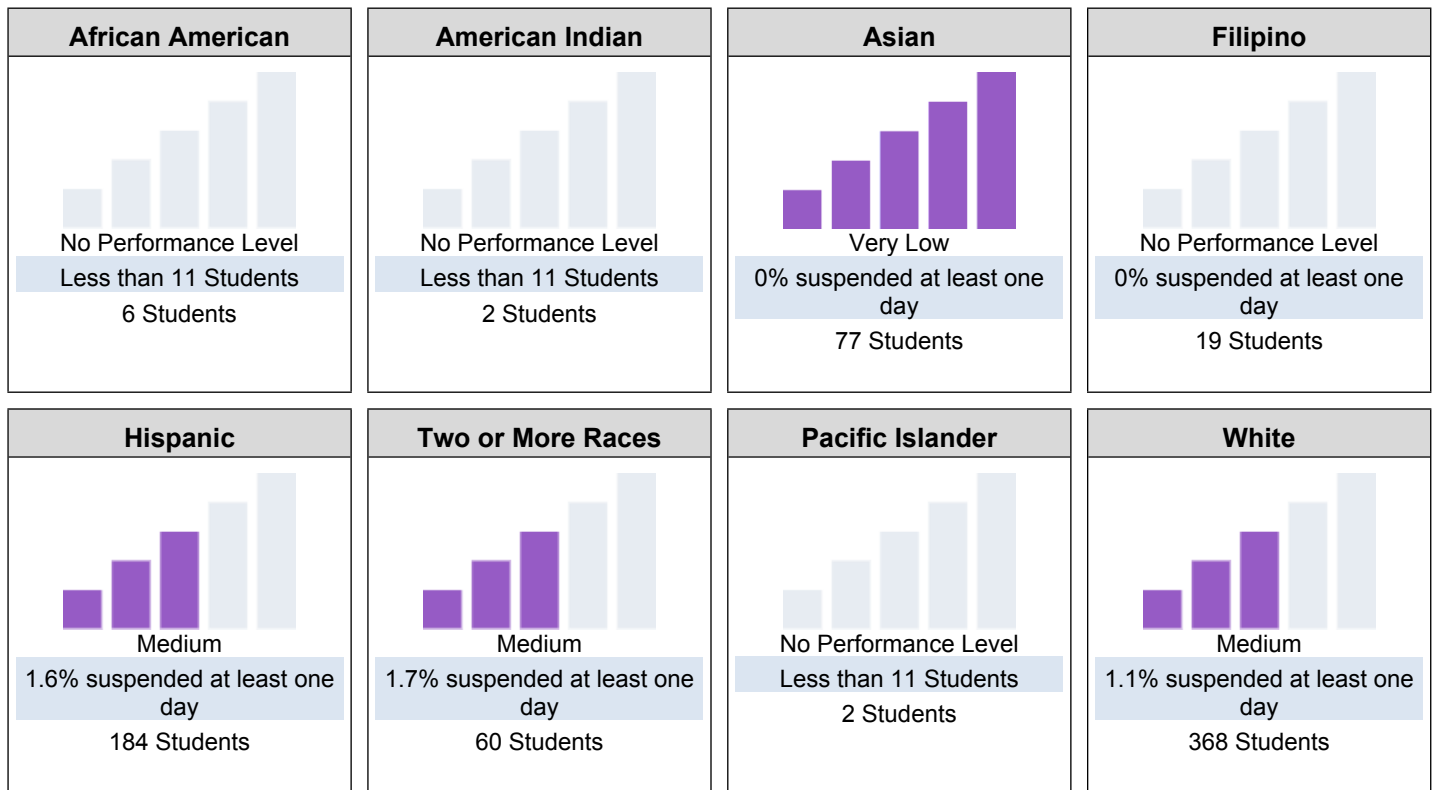 African American
No Performance Level
Less than 11 Students
6 Students
American Indian
No Performance Level
Less than 11 Students
2 Students
Asian
Very Low
0% suspended at least one
day
77 Students
Filipino
No Performance Level
0% suspended at least one
day
19 Students
Hispanic
Medium
1.6% suspended at least one
day
184 Students
Two or More Races
Medium
1.7% suspended at least one
day
60 Students
Pacific Islander
No Performance Level
Less than 11 Students
2 Students
White
Medium
1.1% suspended at least one
day
368 Students